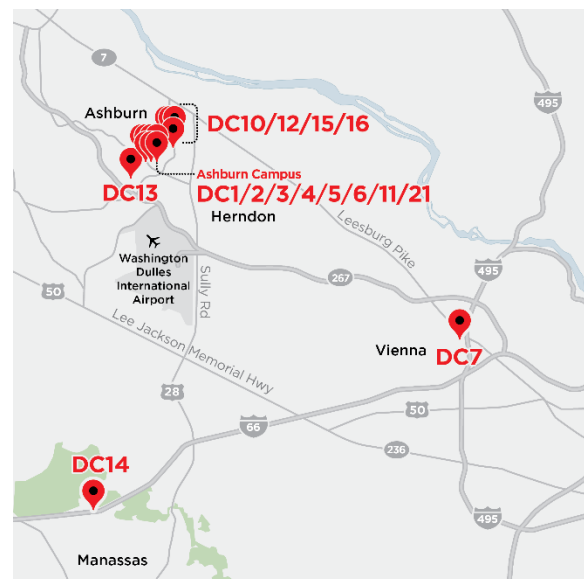 7
495
Ashburn
DC10/12/15/16
Ashburn Campus
DC13
DC1/2/3/4/5/6/11/21
Herndon
Leesburg Pike
Washington
Dulles
International
Airport
Sully Rd
495
267
50
Lee Jackson Memorial Hwy
Vienna
DC7
28
50
66
236
DC14
495
Manassas